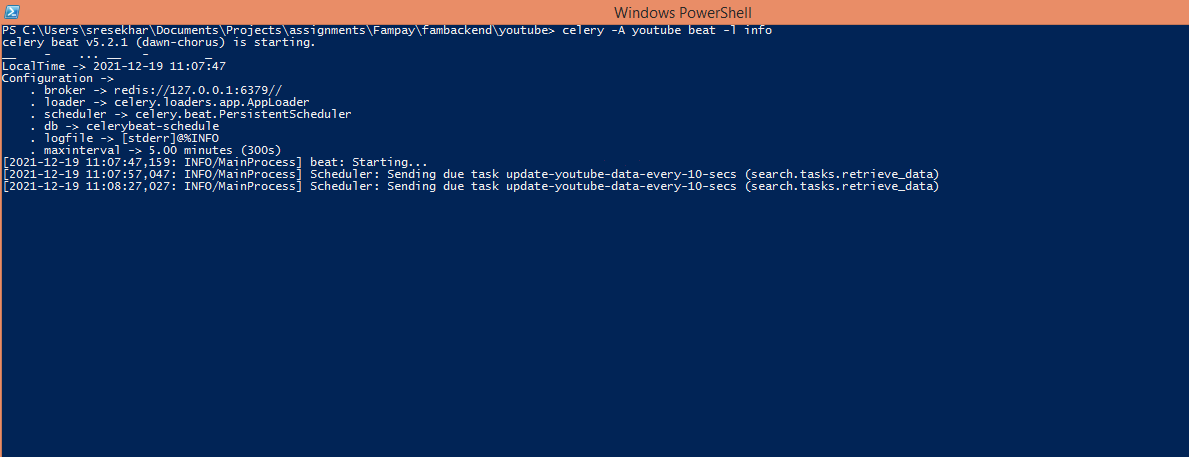 Windows PowerShell
PS C:\Users\sresekhar\Documents\Projects\assignments\Fampay\fambackend\youtube> celery -A youtube beat -l info
celery beat v5.2.1 (dawn-chorus) is starting.
__    -    ... __   -        _
LocalTime -> 2021-12-19 11:07:47
Configuration ->
    . broker -> redis://127.0.0.1:6379//
    . loader -> celery.loaders.app.AppLoader
    . scheduler -> celery.beat.PersistentScheduler
    . db -> celerybeat-schedule
    . logfile -> [stderr]@%INFO
    . maxinterval -> 5.00 minutes (300s)
[2021-12-19 11:07:47,159: INFO/MainProcess] beat: Starting...
[2021-12-19 11:07:57,047: INFO/MainProcess] Scheduler: Sending due task update-youtube-data-every-10-secs (search.tasks.retrieve_data)
[2021-12-19 11:08:27,027: INFO/MainProcess] Scheduler: Sending due task update-youtube-data-every-10-secs (search.tasks.retrieve_data)